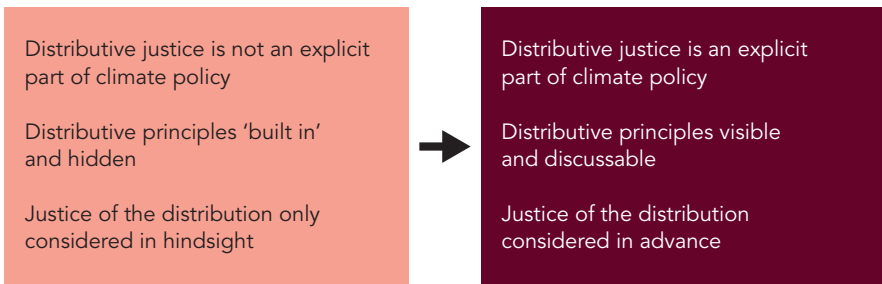 Distributive justice is not an explicit
part of climate policy
Distributive principles ‘built in’
and hidden
Justice of the distribution only
considered in hindsight
Distributive justice is an explicit
part of climate policy
Distributive principles visible
and discussable
Justice of the distribution
considered in advance